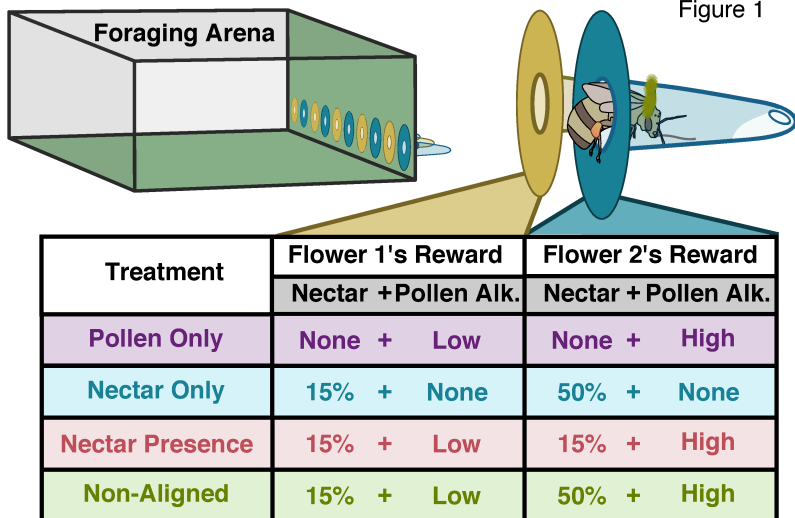 Figure 1
Foraging Arena
Treatment
Flower 1's Reward
Flower 2's Reward
Nectar + Pollen Alk.
Nectar + Pollen Alk.
Pollen Only None + Low None + High
Nectar Only 15% + None 50% + None
Nectar Presence 15% + Low 15% + High
Non-Aligned 15% + Low 50% + High